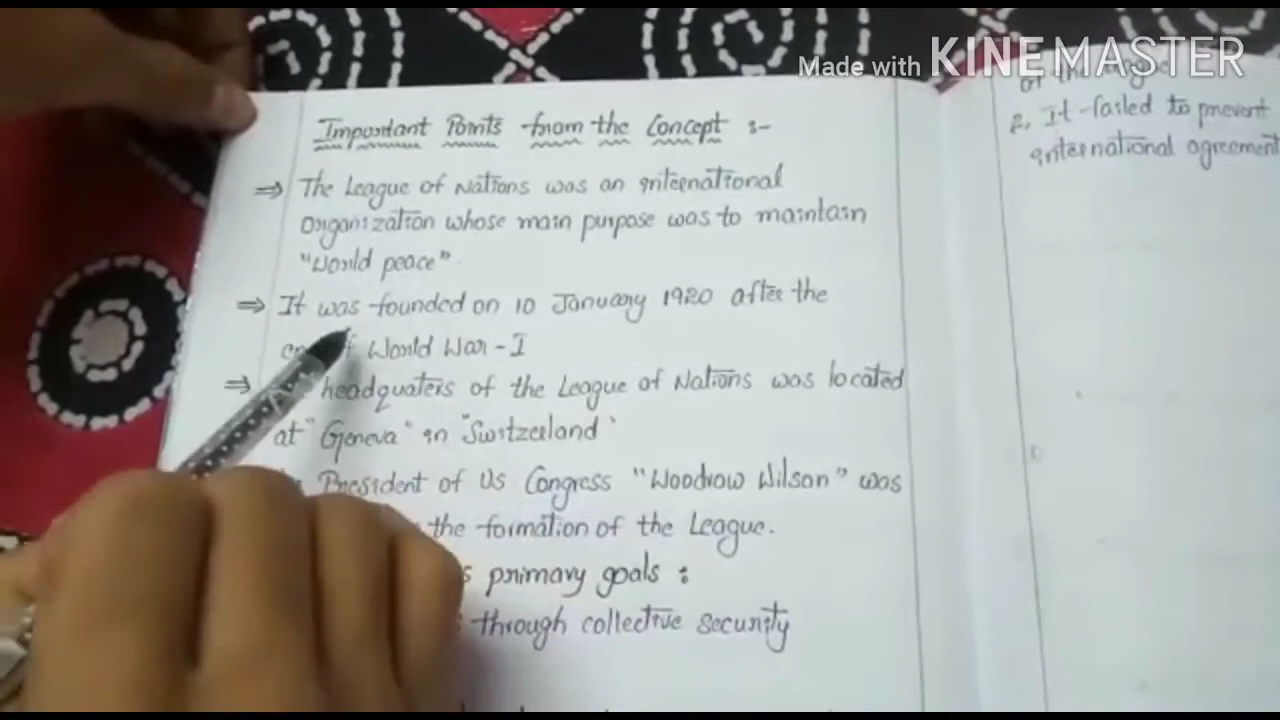 Made with KINEMASTER
Important Points from the Concept :-
⇒ The League of Nations was an international
Organization whose main purpose was to maintain
"World peace"
⇒ It was founded on 10 January 1920 after the
World War - I
⇒ headquaters of the League of Nations was located
at "Geneva" in "Switzerland"
President of US Congress "Woodrow Wilson" was
the formation of the League.
primary goals :
through collective security
2. It failed to prevent
international agreement